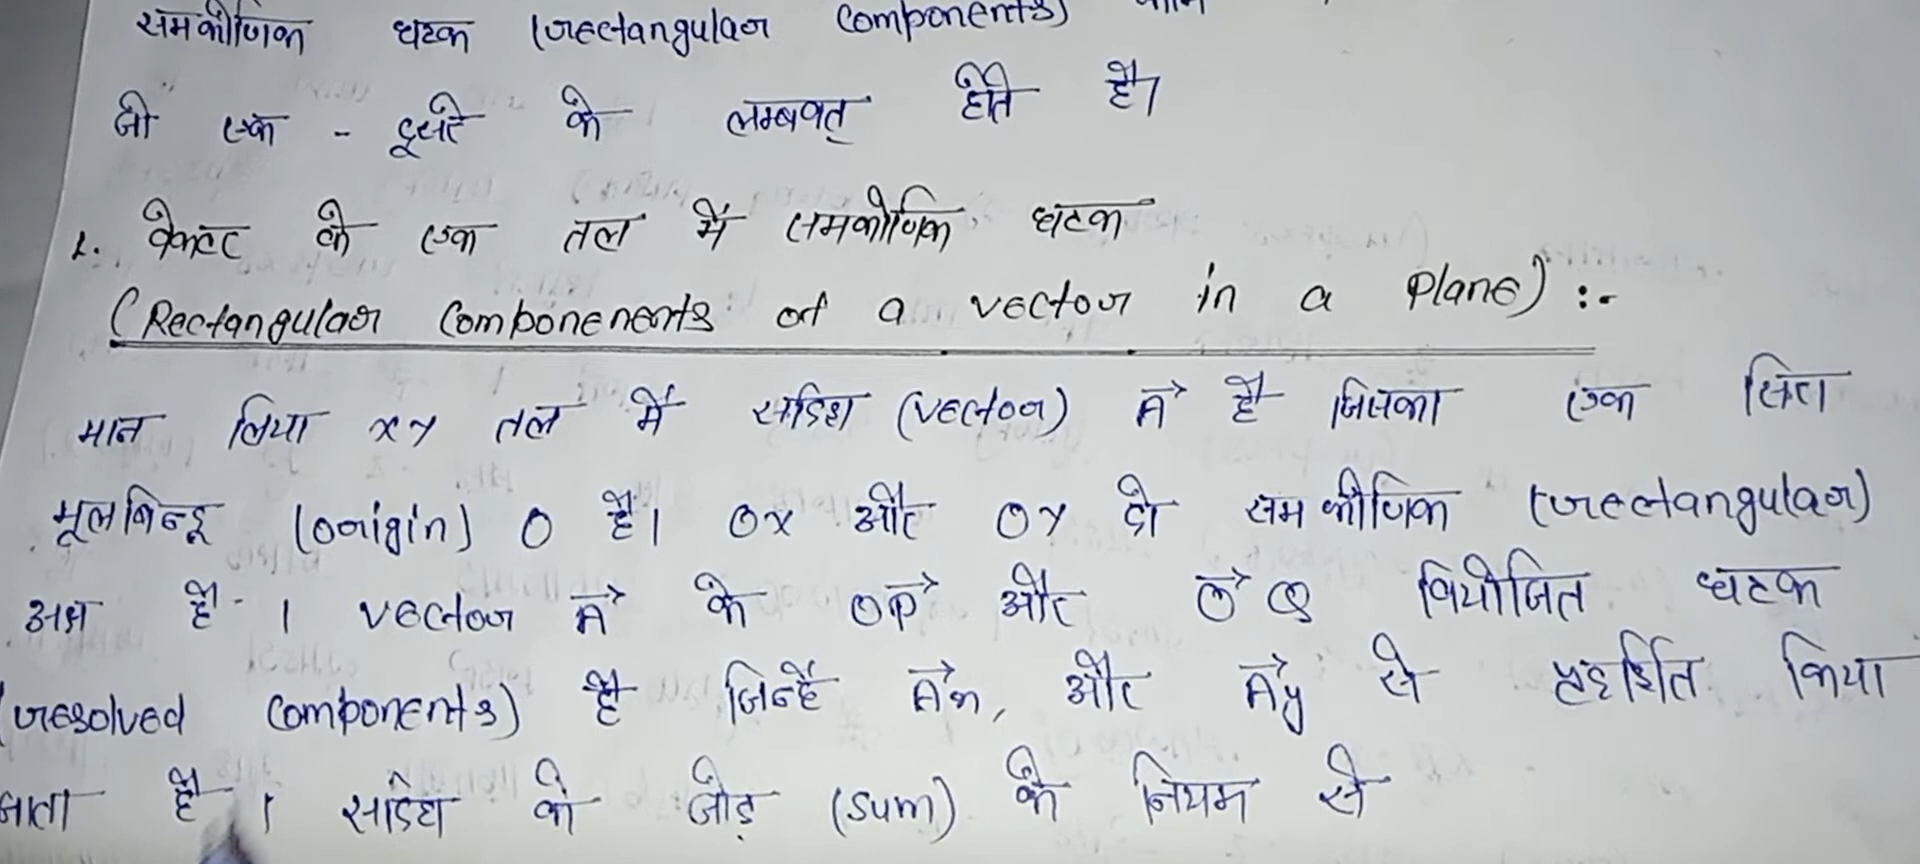 समकोणिक घटक (rectangular components)
जो एक - दूसरे के लम्बवत् होते है।
1. वेक्टर के एक तल में समकोणिक घटक
(Rectangular Componenents of a vector in a Plane) :-
मान लिया xy तल में सदिश (vector) A→ है जिसका एक सिरा
मूलबिन्दू (origin) O है। OX और OY दो समकोणिक (rectangular)
अक्ष है - । vector A→ के OP→ और O→Q वियोजित घटक
(resolved components) है जिन्हें A→x, और A→y से प्रदर्शित किया
जाता है। सदिश के जोड़ (sum) के नियम से